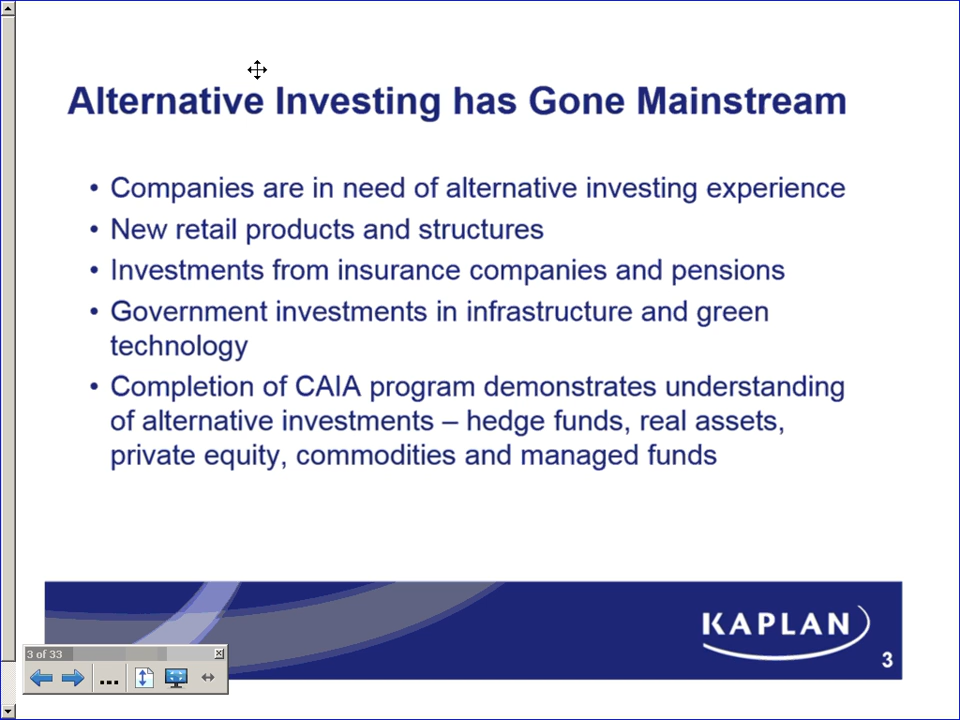 Alternative Investing has Gone Mainstream
• Companies are in need of alternative investing experience
• New retail products and structures
• Investments from insurance companies and pensions
• Government investments in infrastructure and green
technology
• Completion of CAIA program demonstrates understanding
of alternative investments – hedge funds, real assets,
private equity, commodities and managed funds
KAPLAN
3
3 of 33
...